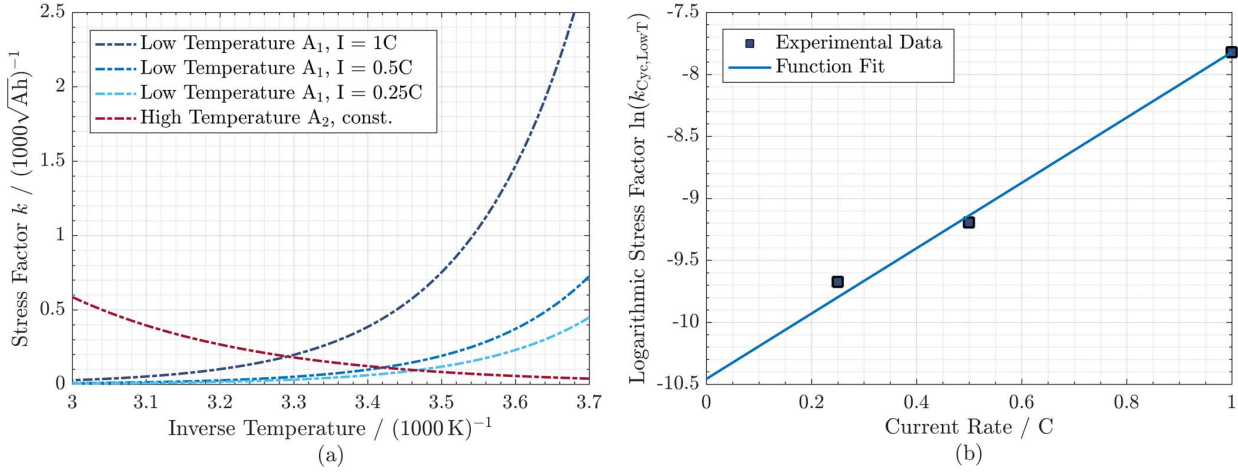 2.5
2
1.5
1
0.5
0
Stress Factor k / (1000√Ah)⁻¹
Low Temperature A₁, I = 1C
Low Temperature A₁, I = 0.5C
Low Temperature A₁, I = 0.25C
High Temperature A₂, const.
3 3.1 3.2 3.3 3.4 3.5 3.6 3.7
Inverse Temperature / (1000 K)⁻¹
(a)
-7.5
-8
-8.5
-9
-9.5
-10
-10.5
Logarithmic Stress Factor ln(k_Cyc,LowT)
Experimental Data
Function Fit
0 0.2 0.4 0.6 0.8 1
Current Rate / C
(b)